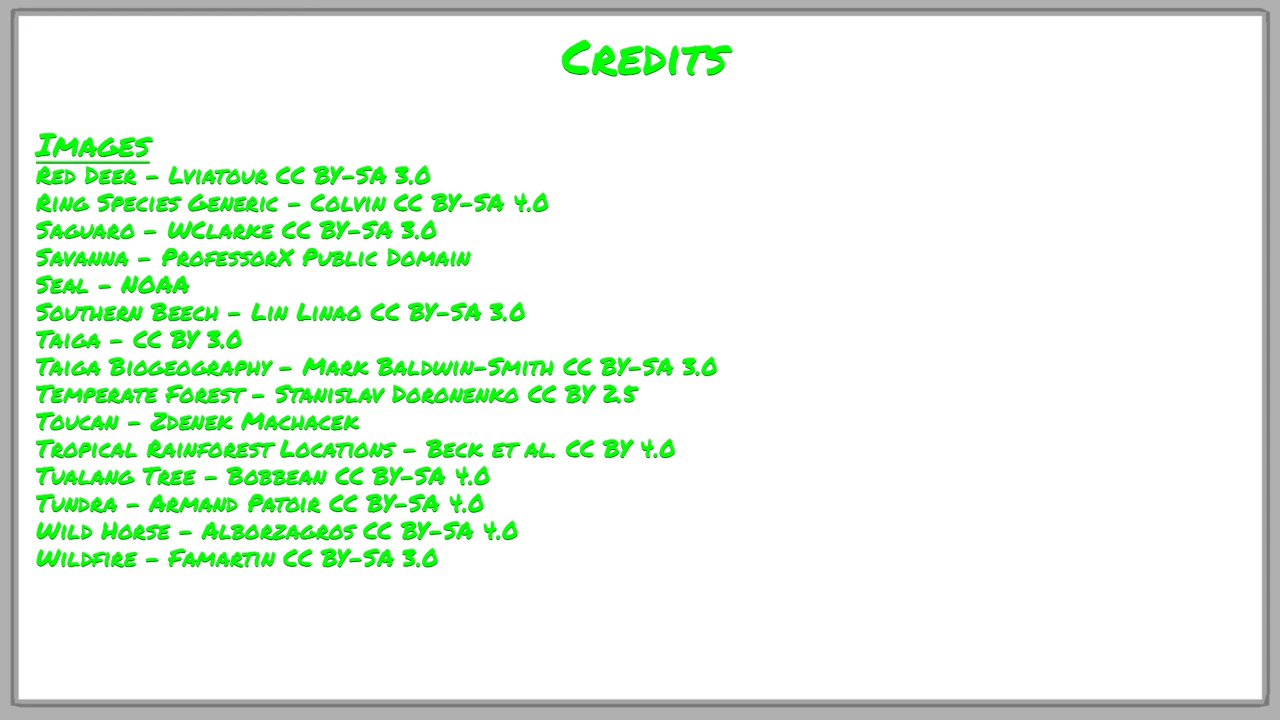 Credits
Images
Red Deer - Lviatour CC BY-SA 3.0
Ring Species Generic - Colvin CC BY-SA 4.0
Saguaro - WClarke CC BY-SA 3.0
Savanna - ProfessorX Public Domain
Seal - NOAA
Southern Beech - Lin Linao CC BY-SA 3.0
Taiga - CC BY 3.0
Taiga Biogeography - Mark Baldwin-Smith CC BY-SA 3.0
Temperate Forest - Stanislav Doronenko CC BY 2.5
Toucan - Zdenek Machacek
Tropical Rainforest Locations - Beck et al. CC BY 4.0
Tualang Tree - Bobbean CC BY-SA 4.0
Tundra - Armand Patoir CC BY-SA 4.0
Wild Horse - Alborzagros CC BY-SA 4.0
Wildfire - Famartin CC BY-SA 3.0